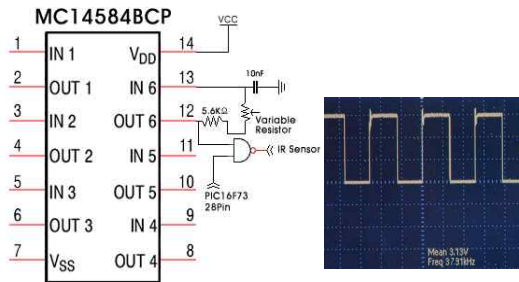 MC14584BCP
VCC
1 IN 1 VDD 14
2 OUT 1 IN 6 13
10nF
3 IN 2 OUT 6 12
5.6KΩ
Variable
Resistor
4 OUT 2 IN 5 11
IR Sensor
5 IN 3 OUT 5 10
PIC16F73
28Pin
6 OUT 3 IN 4 9
7 VSS OUT 4 8
Mean 3.13V
Freq 37.91kHz